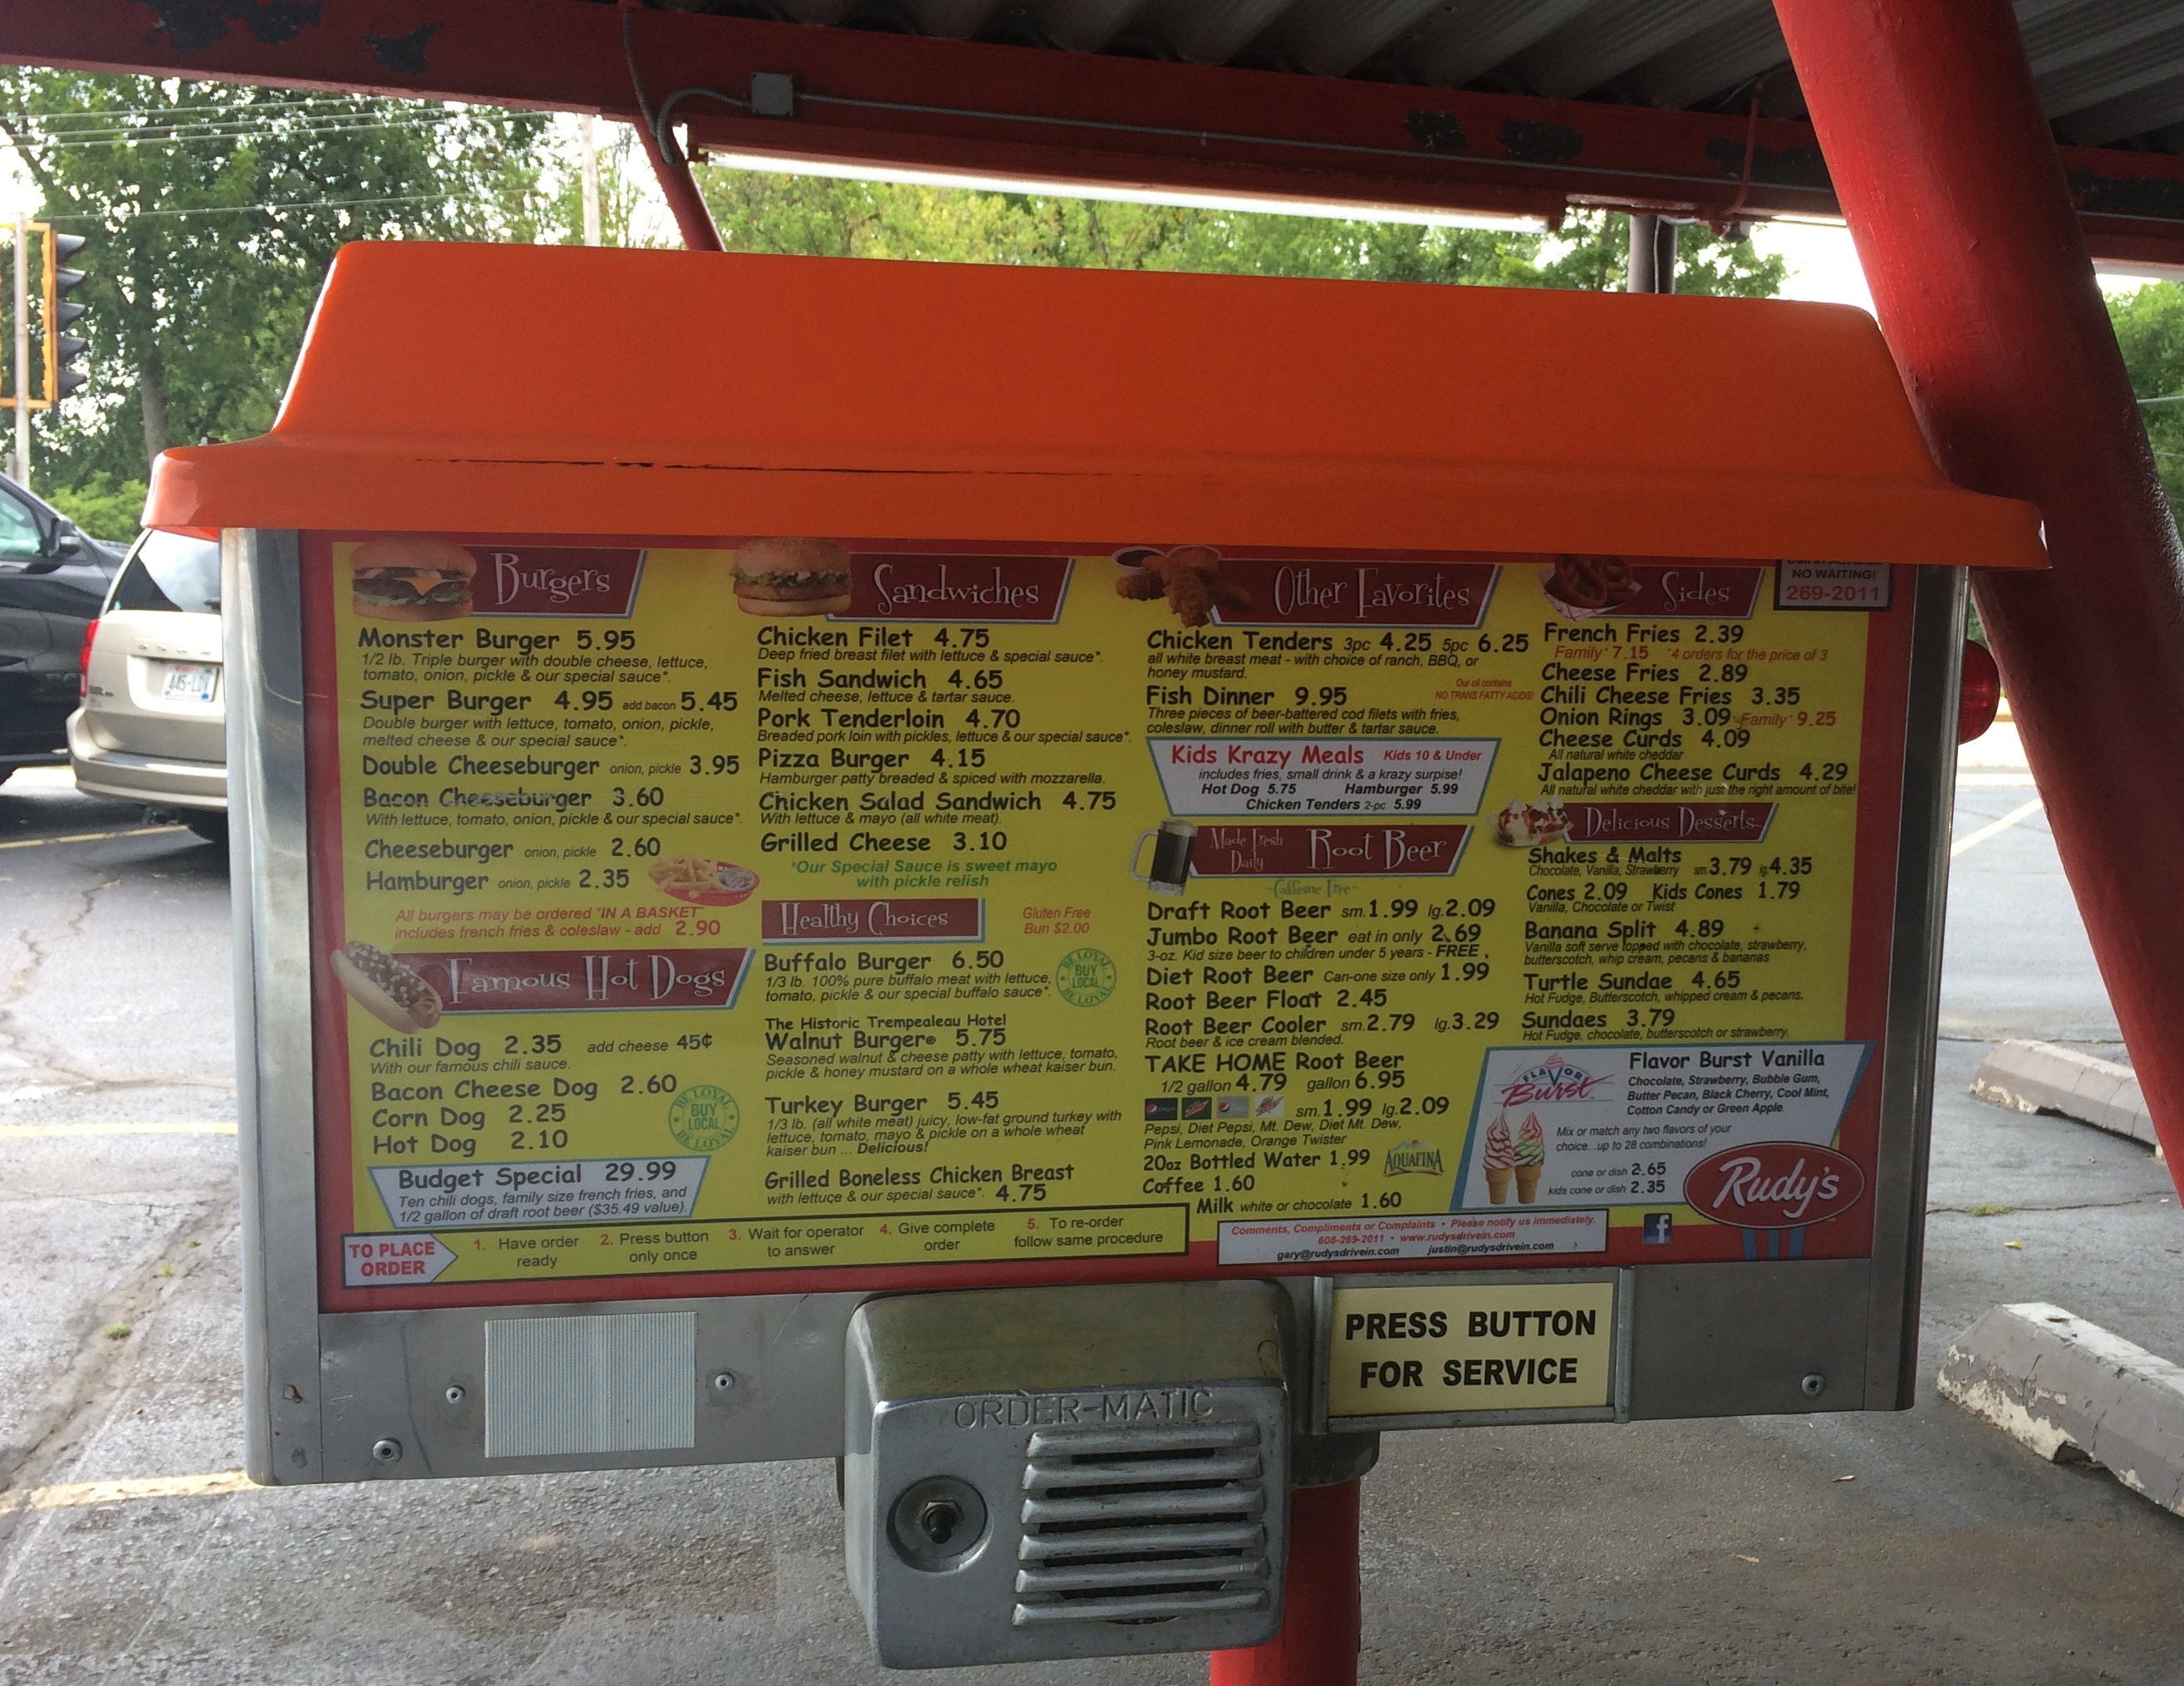 Burgers
Monster Burger 5.95
1/2 lb. Triple burger with double cheese, lettuce,
tomato, onion, pickle & our special sauce*.
Super Burger 4.95 add bacon 5.45
Double burger with lettuce, tomato, onion, pickle,
melted cheese & our special sauce*.
Double Cheeseburger onion, pickle 3.95
Bacon Cheeseburger 3.60
With lettuce, tomato, onion, pickle & our special sauce*.
Cheeseburger onion, pickle 2.60
Hamburger onion, pickle 2.35
All burgers may be ordered "IN A BASKET"
includes french fries & coleslaw - add 2.90
Famous Hot Dogs
Chili Dog 2.35 add cheese 45¢
With our famous chili sauce.
Bacon Cheese Dog 2.60
Corn Dog 2.25
Hot Dog 2.10
BE LOYAL
BUY
LOCAL
BE LOYAL
Budget Special 29.99
Ten chili dogs, family size french fries, and
1/2 gallon of draft root beer ($35.49 value).
Sandwiches
Chicken Filet 4.75
Deep fried breast filet with lettuce & special sauce*.
Fish Sandwich 4.65
Melted cheese, lettuce & tartar sauce.
Pork Tenderloin 4.70
Breaded pork loin with pickles, lettuce & our special sauce*.
Pizza Burger 4.15
Hamburger patty breaded & spiced with mozzarella.
Chicken Salad Sandwich 4.75
With lettuce & mayo (all white meat).
Grilled Cheese 3.10
*Our Special Sauce is sweet mayo
with pickle relish
Healthy Choices
Gluten Free
Bun $2.00
Buffalo Burger 6.50
1/3 lb. 100% pure buffalo meat with lettuce,
tomato, pickle & our special buffalo sauce*.
BE LOYAL
BUY
LOCAL
BE LOYAL
The Historic Trempealeau Hotel
Walnut Burger® 5.75
Seasoned walnut & cheese patty with lettuce, tomato,
pickle & honey mustard on a whole wheat kaiser bun.
Turkey Burger 5.45
1/3 lb. (all white meat) juicy, low-fat ground turkey with
lettuce, tomato, mayo & pickle on a whole wheat
kaiser bun ... Delicious!
Grilled Boneless Chicken Breast
with lettuce & our special sauce*. 4.75
Other Favorites
Chicken Tenders 3pc 4.25 5pc 6.25
all white breast meat - with choice of ranch, BBQ, or
honey mustard.
Our oil contains
NO TRANS FATTY ACIDS!
Fish Dinner 9.95
Three pieces of beer-battered cod filets with fries,
coleslaw, dinner roll with butter & tartar sauce.
Kids Krazy Meals Kids 10 & Under
includes fries, small drink & a krazy surpise!
Hot Dog 5.75 Hamburger 5.99
Chicken Tenders 2-pc 5.99
Made Fresh
Daily
Root Beer
~Caffeine Free~
Draft Root Beer sm.1.99 lg.2.09
Jumbo Root Beer eat in only 2.69
3-oz. Kid size beer to children under 5 years - FREE
Diet Root Beer Can-one size only 1.99
Root Beer Float 2.45
Root Beer Cooler sm.2.79 lg.3.29
Root beer & ice cream blended.
TAKE HOME Root Beer
1/2 gallon 4.79 gallon 6.95
sm.1.99 lg.2.09
Pepsi, Diet Pepsi, Mt. Dew, Diet Mt. Dew,
Pink Lemonade, Orange Twister
20oz Bottled Water 1.99 AQUAFINA
Coffee 1.60
Milk white or chocolate 1.60
Sides
NO WAITING!
269-2011
French Fries 2.39
Family* 7.15 *4 orders for the price of 3
Cheese Fries 2.89
Chili Cheese Fries 3.35
Onion Rings 3.09 Family* 9.25
Cheese Curds 4.09
All natural white cheddar
Jalapeno Cheese Curds 4.29
All natural white cheddar with just the right amount of bite!
Delicious Desserts
Shakes & Malts
Chocolate, Vanilla, Strawberry sm.3.79 lg.4.35
Cones 2.09 Kids Cones 1.79
Vanilla, Chocolate or Twist
Banana Split 4.89
Vanilla soft serve topped with chocolate, strawberry,
butterscotch, whip cream, pecans & bananas
Turtle Sundae 4.65
Hot Fudge, Butterscotch, whipped cream & pecans.
Sundaes 3.79
Hot Fudge, chocolate, butterscotch or strawberry.
FLAVOR
Burst
Flavor Burst Vanilla
Chocolate, Strawberry, Bubble Gum,
Butter Pecan, Black Cherry, Cool Mint,
Cotton Candy or Green Apple.
Mix or match any two flavors of your
choice...up to 28 combinations!
cone or dish 2.65
kids cone or dish 2.35
Rudy's
TO PLACE
ORDER
1. Have order
ready
2. Press button
only once
3. Wait for operator
to answer
4. Give complete
order
5. To re-order
follow same procedure
Comments, Compliments or Complaints • Please notify us immediately.
608-269-2011 • www.rudysdrivein.com
gary@rudysdrivein.com justin@rudysdrivein.com
f
PRESS BUTTON
FOR SERVICE
ORDER-MATIC